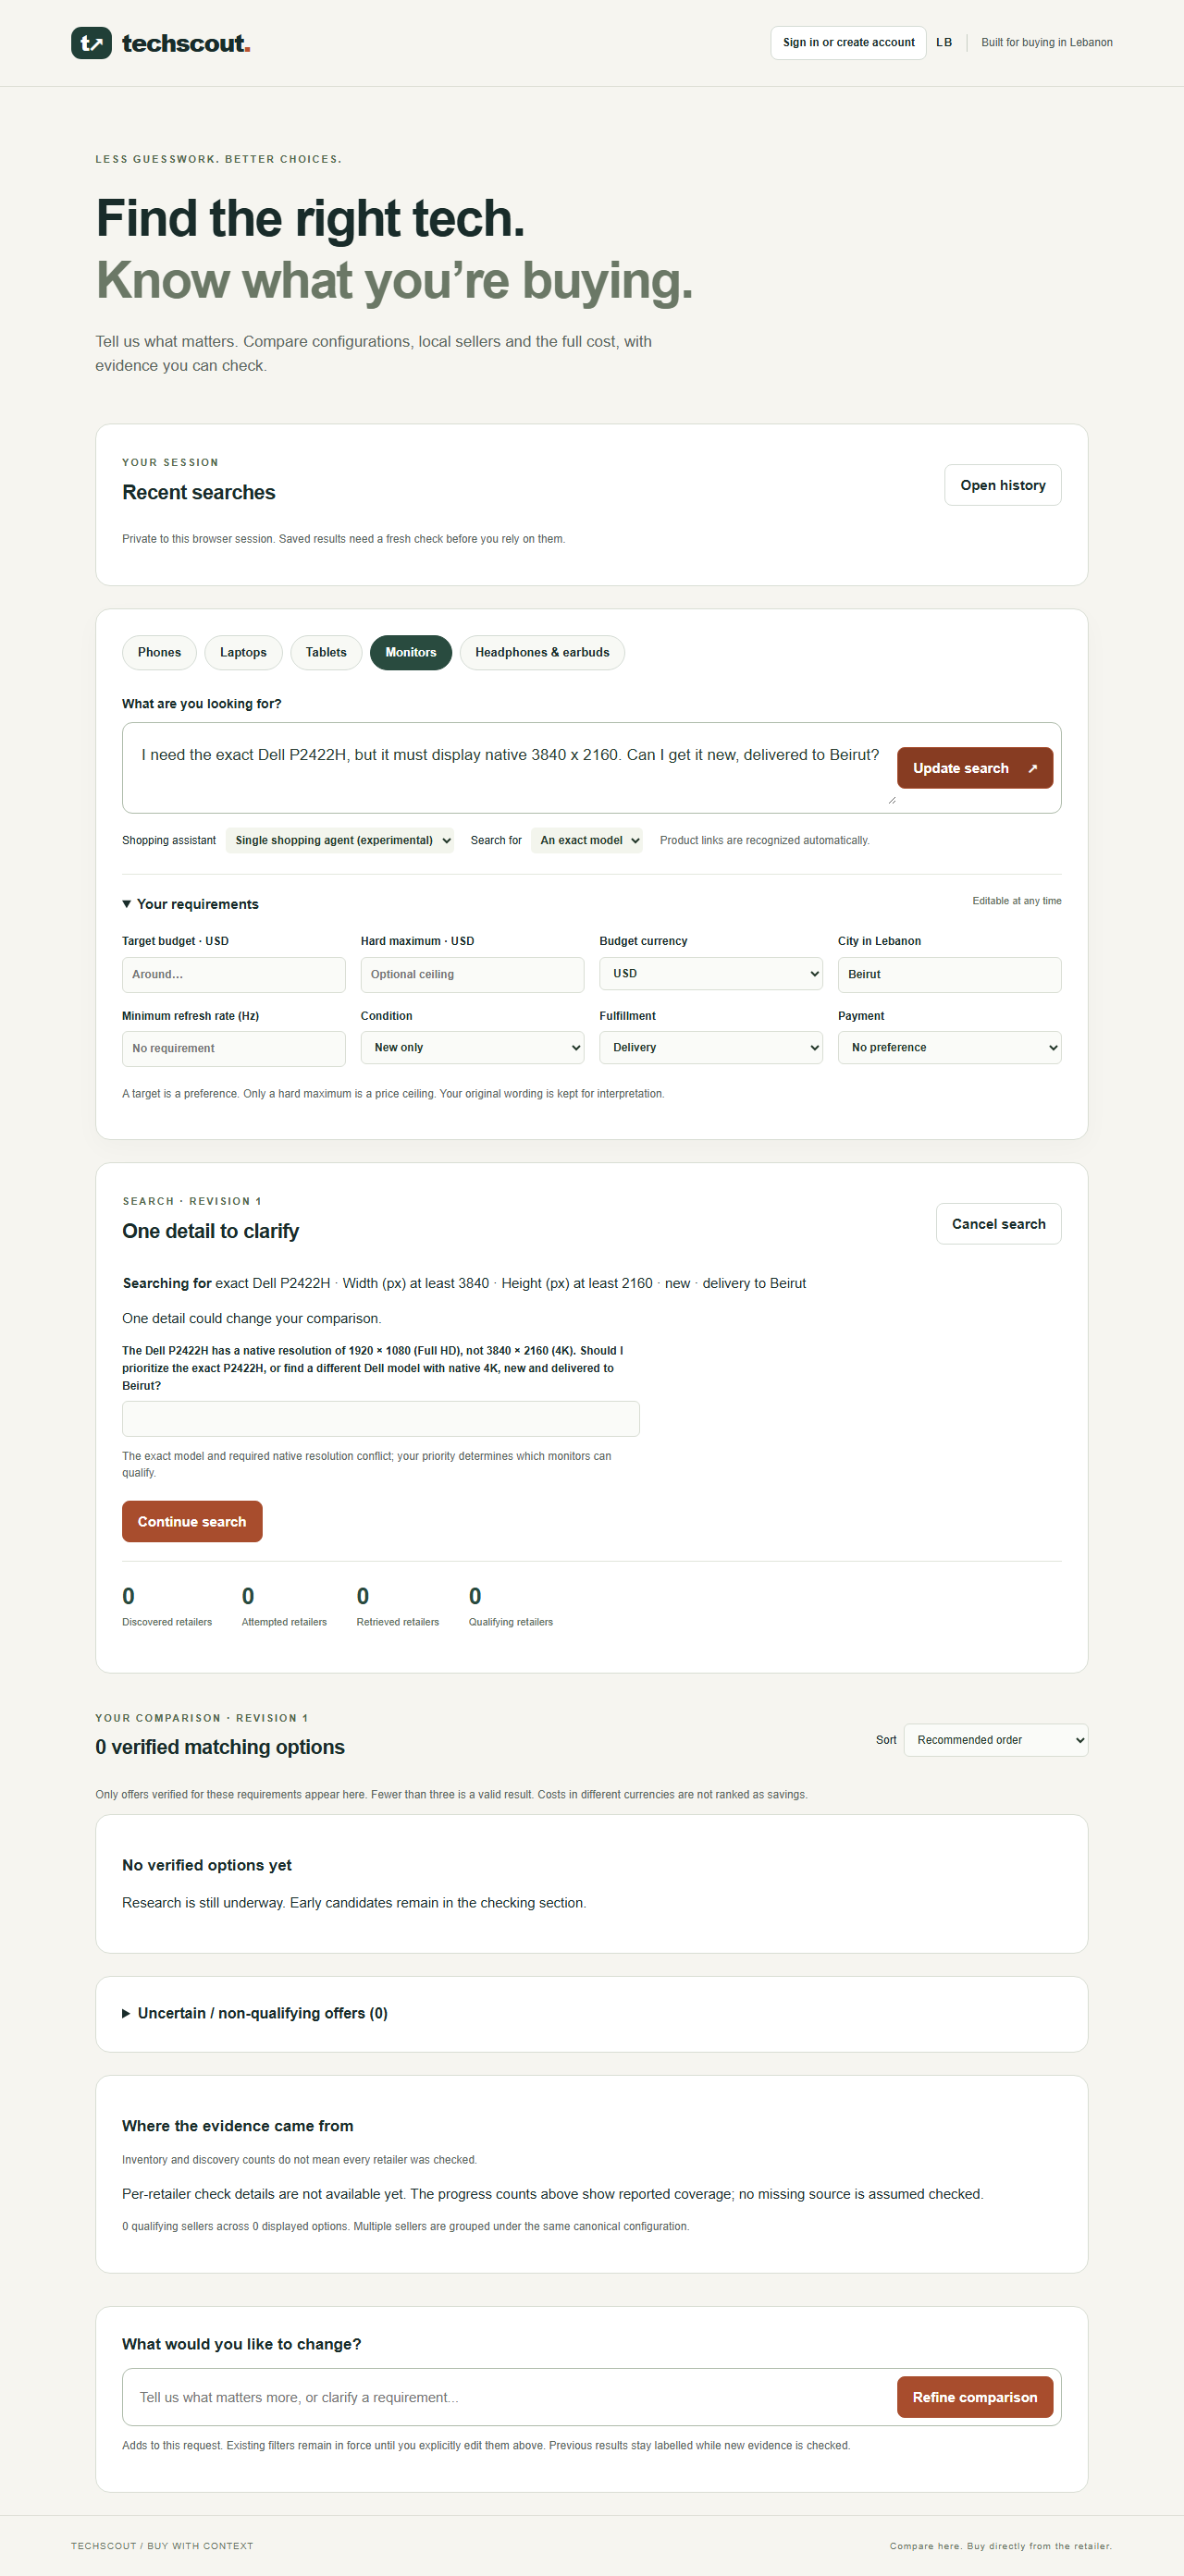 t↗ techscout.
Sign in or create account
LB
Built for buying in Lebanon
LESS GUESSWORK. BETTER CHOICES.
Find the right tech.
Know what you’re buying.
Tell us what matters. Compare configurations, local sellers and the full cost, with
evidence you can check.
YOUR SESSION
Recent searches
Open history
Private to this browser session. Saved results need a fresh check before you rely on them.
Phones
Laptops
Tablets
Monitors
Headphones & earbuds
What are you looking for?
I need the exact Dell P2422H, but it must display native 3840 x 2160. Can I get it new, delivered to Beirut?
Update search ↗
Shopping assistant
Single shopping agent (experimental)
Search for
An exact model
Product links are recognized automatically.
▼ Your requirements
Editable at any time
Target budget · USD
Hard maximum · USD
Budget currency
City in Lebanon
Around...
Optional ceiling
USD
Beirut
Minimum refresh rate (Hz)
Condition
Fulfillment
Payment
No requirement
New only
Delivery
No preference
A target is a preference. Only a hard maximum is a price ceiling. Your original wording is kept for interpretation.
SEARCH · REVISION 1
One detail to clarify
Cancel search
Searching for exact Dell P2422H · Width (px) at least 3840 · Height (px) at least 2160 · new · delivery to Beirut
One detail could change your comparison.
The Dell P2422H has a native resolution of 1920 × 1080 (Full HD), not 3840 × 2160 (4K). Should I
prioritize the exact P2422H, or find a different Dell model with native 4K, new and delivered to
Beirut?
The exact model and required native resolution conflict; your priority determines which monitors can
qualify.
Continue search
0
0
0
0
Discovered retailers
Attempted retailers
Retrieved retailers
Qualifying retailers
YOUR COMPARISON · REVISION 1
0 verified matching options
Sort
Recommended order
Only offers verified for these requirements appear here. Fewer than three is a valid result. Costs in different currencies are not ranked as savings.
No verified options yet
Research is still underway. Early candidates remain in the checking section.
▶ Uncertain / non-qualifying offers (0)
Where the evidence came from
Inventory and discovery counts do not mean every retailer was checked.
Per-retailer check details are not available yet. The progress counts above show reported coverage; no missing source is assumed checked.
0 qualifying sellers across 0 displayed options. Multiple sellers are grouped under the same canonical configuration.
What would you like to change?
Tell us what matters more, or clarify a requirement...
Refine comparison
Adds to this request. Existing filters remain in force until you explicitly edit them above. Previous results stay labelled while new evidence is checked.
TECHSCOUT / BUY WITH CONTEXT
Compare here. Buy directly from the retailer.